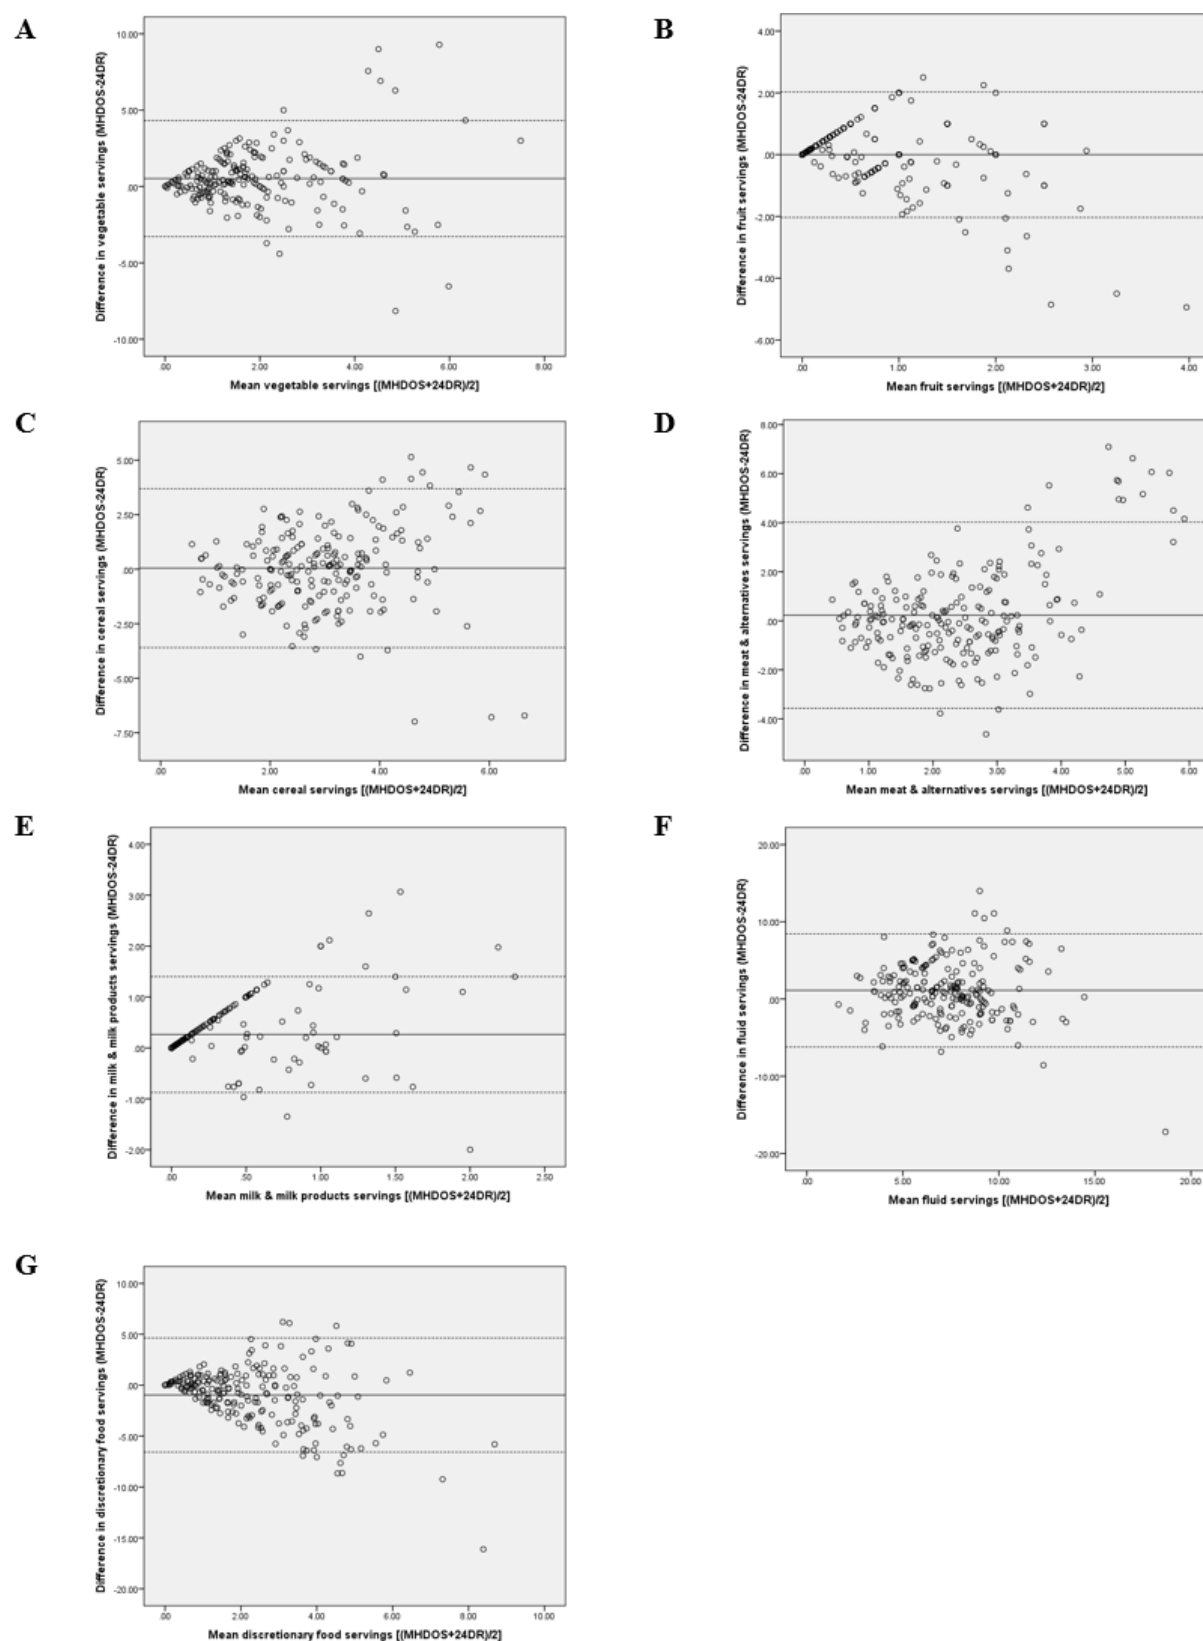 A
Difference in vegetable servings (MHDOS-24DR)
10.00
5.00
.00
-5.00
-10.00
.00 2.00 4.00 6.00 8.00
Mean vegetable servings [(MHDOS+24DR)/2]
B
Difference in fruit servings (MHDOS-24DR)
4.00
2.00
.00
-2.00
-4.00
-6.00
.00 1.00 2.00 3.00 4.00
Mean fruit servings [(MHDOS+24DR)/2]
C
Difference in cereal servings (MHDOS-24DR)
5.00
2.50
.00
-2.50
-5.00
-7.50
.00 2.00 4.00 6.00
Mean cereal servings [(MHDOS+24DR)/2]
D
Difference in meat & alternatives servings (MHDOS-24DR)
8.00
6.00
4.00
2.00
.00
-2.00
-4.00
.00 1.00 2.00 3.00 4.00 5.00 6.00
Mean meat & alternatives servings [(MHDOS+24DR)/2]
E
Difference in milk & milk products servings (MHDOS-24DR)
4.00
3.00
2.00
1.00
.00
-1.00
-2.00
.00 .50 1.00 1.50 2.00 2.50
Mean milk & milk products servings [(MHDOS+24DR)/2]
F
Difference in fluid servings (MHDOS-24DR)
20.00
10.00
.00
-10.00
-20.00
.00 5.00 10.00 15.00 20.00
Mean fluid servings [(MHDOS+24DR)/2]
G
Difference in discretionary food servings (MHDOS-24DR)
10.00
5.00
.00
-5.00
-10.00
-15.00
-20.00
.00 2.00 4.00 6.00 8.00 10.00
Mean discretionary food servings [(MHDOS+24DR)/2]